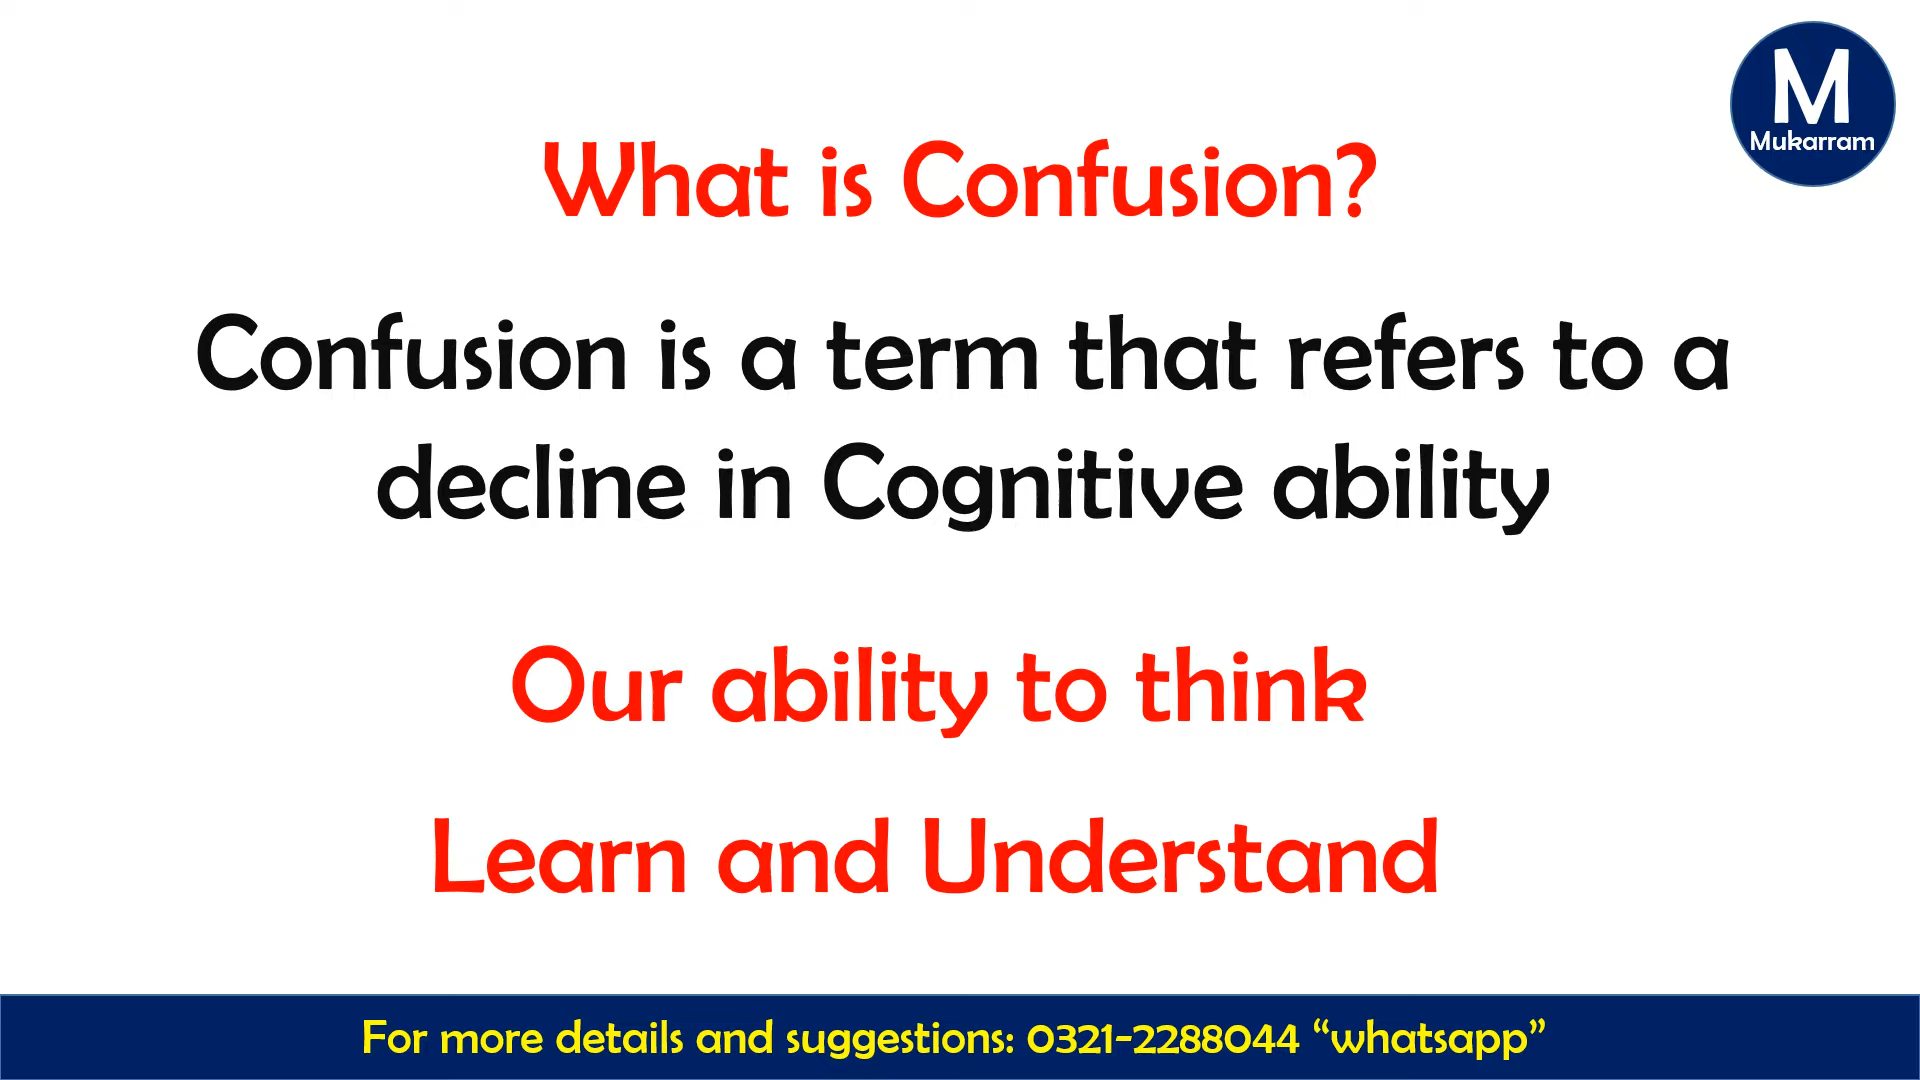 M
Mukarram
What is Confusion?
Confusion is a term that refers to a
decline in Cognitive ability
Our ability to think
Learn and Understand
For more details and suggestions: 0321-2288044 “whatsapp”